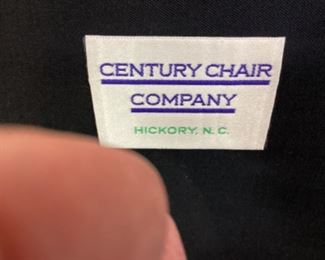 CENTURY CHAIR
COMPANY
HICKORY, N.C.